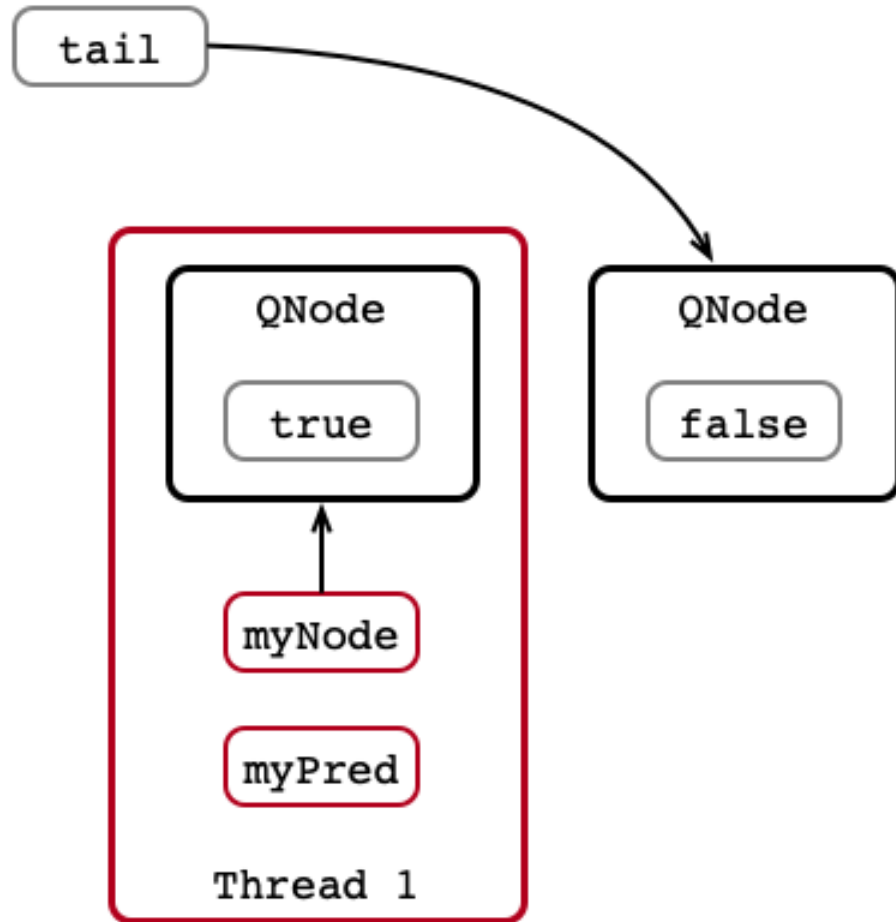 tail
QNode
QNode
true
false
myNode
myPred
Thread 1